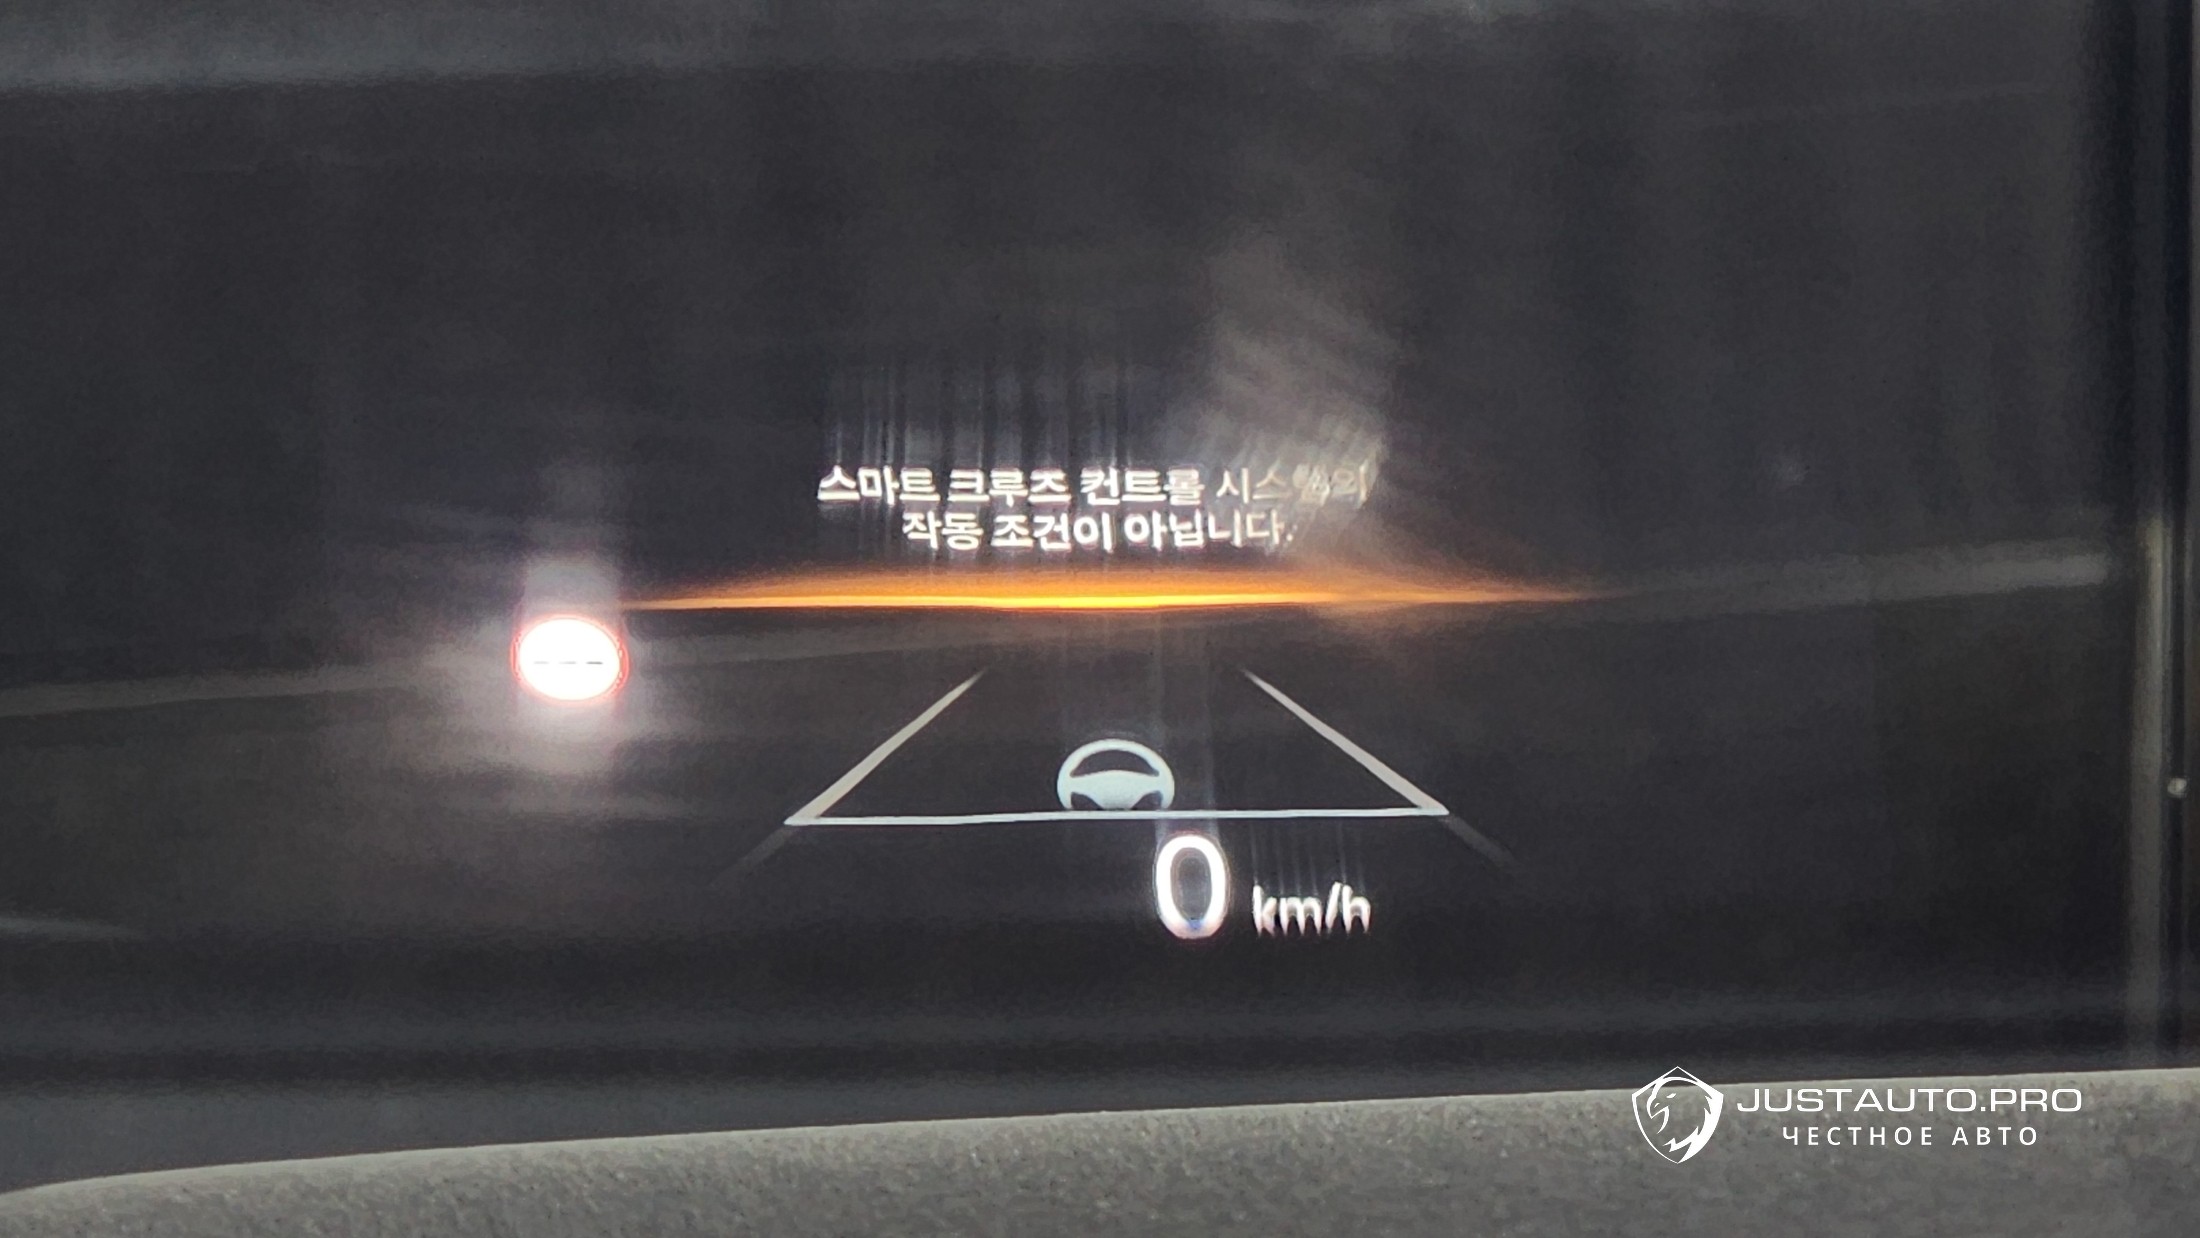 스마트 크루즈 컨트롤 시스템의
작동 조건이 아닙니다.
---
0 km/h
JUSTAUTO.PRO
ЧЕСТНОЕ АВТО